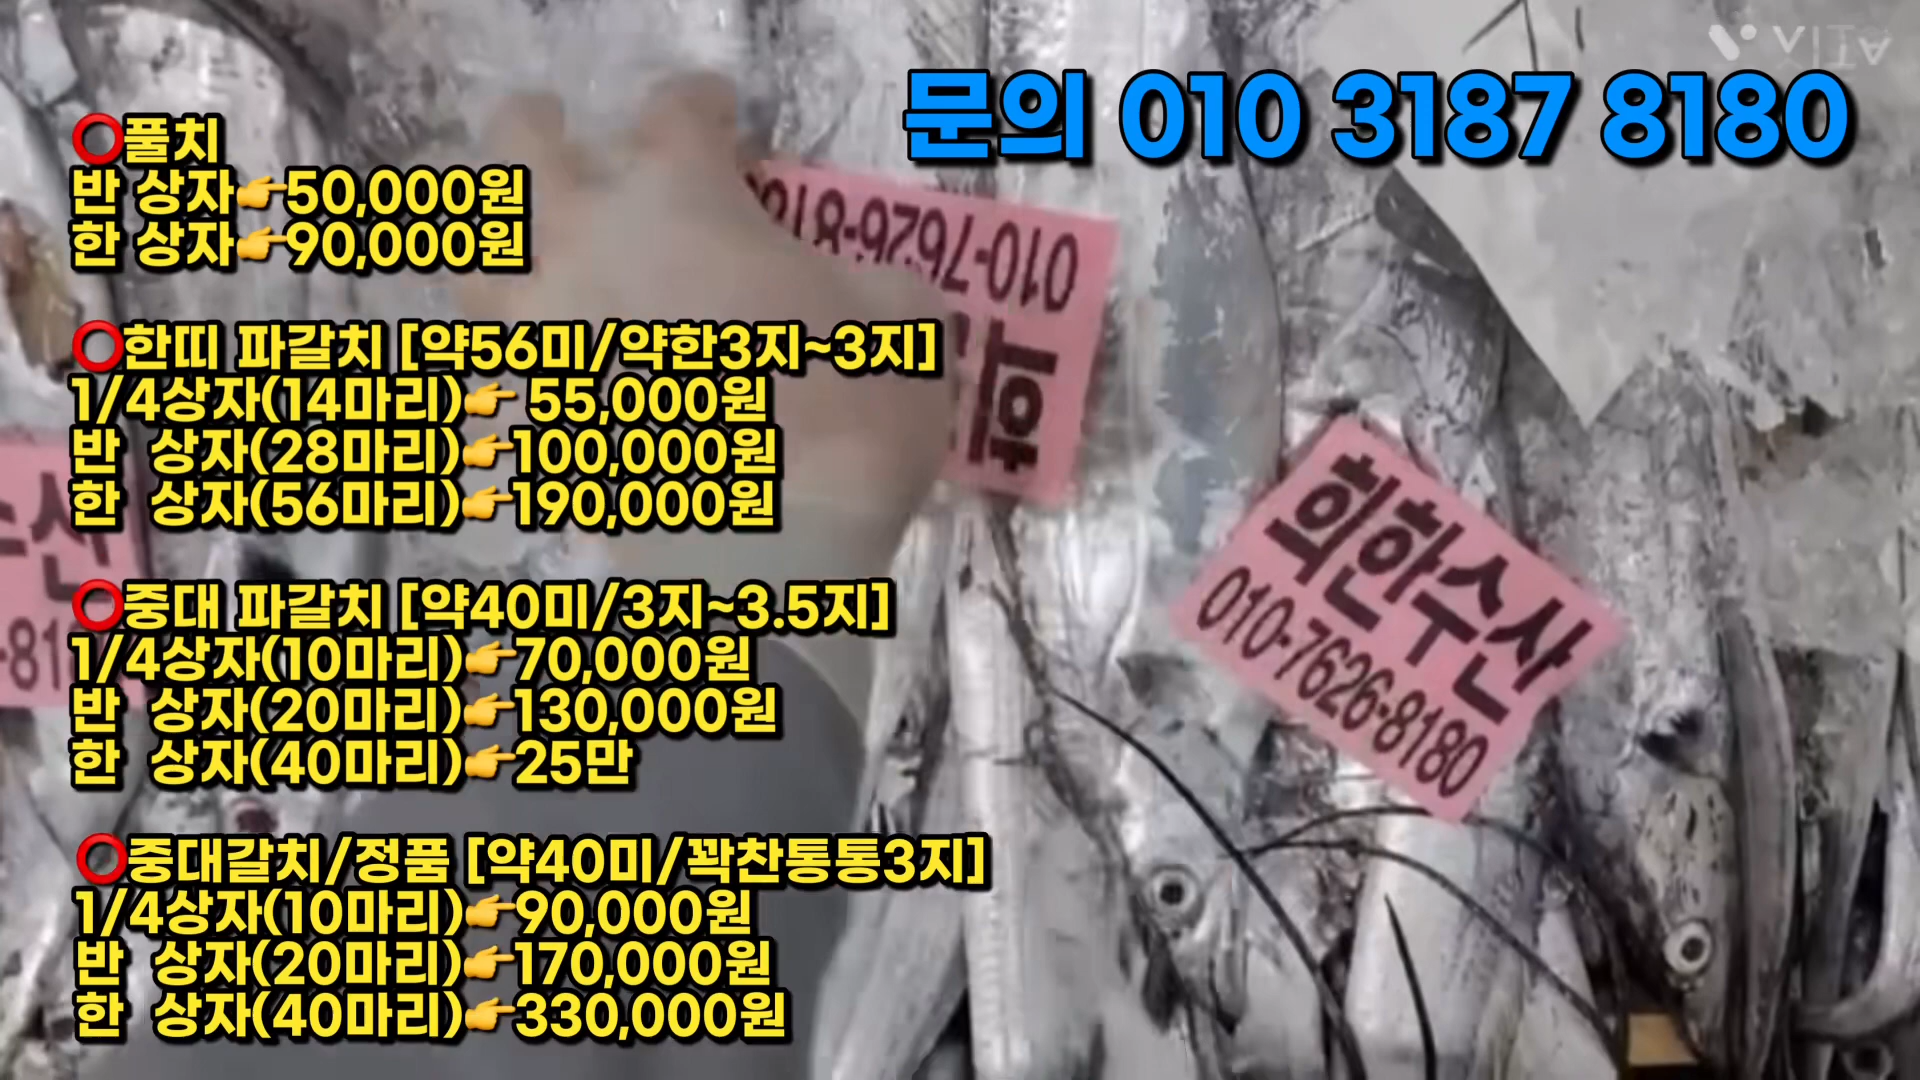 문의 010 3187 8180
⭕풀치
반 상자👉50,000원
한 상자👉90,000원
⭕한띠 파갈치 [약56미/약한3지~3지]
1/4상자(14마리)👉 55,000원
반 상자(28마리)👉100,000원
한 상자(56마리)👉190,000원
⭕중대 파갈치 [약40미/3지~3.5지]
1/4상자(10마리)👉70,000원
반 상자(20마리)👉130,000원
한 상자(40마리)👉25만
⭕중대갈치/정품 [약40미/꽉찬통통3지]
1/4상자(10마리)👉90,000원
반 상자(20마리)👉170,000원
한 상자(40마리)👉330,000원
희한수산
010-7626-8180
010-7626-81
수산
-81
VITA